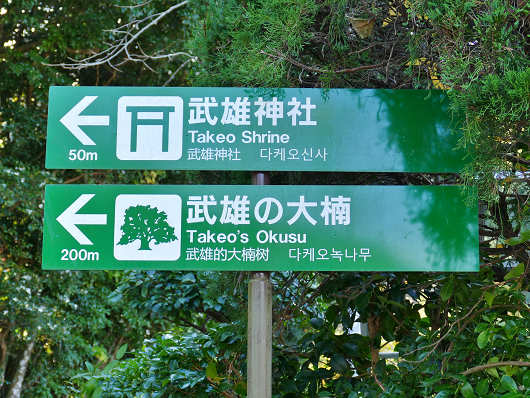 武雄神社
Takeo Shrine
50m
武雄神社 다케오신사
武雄の大楠
Takeo's Okusu
200m
武雄的大楠树 다케오녹나무